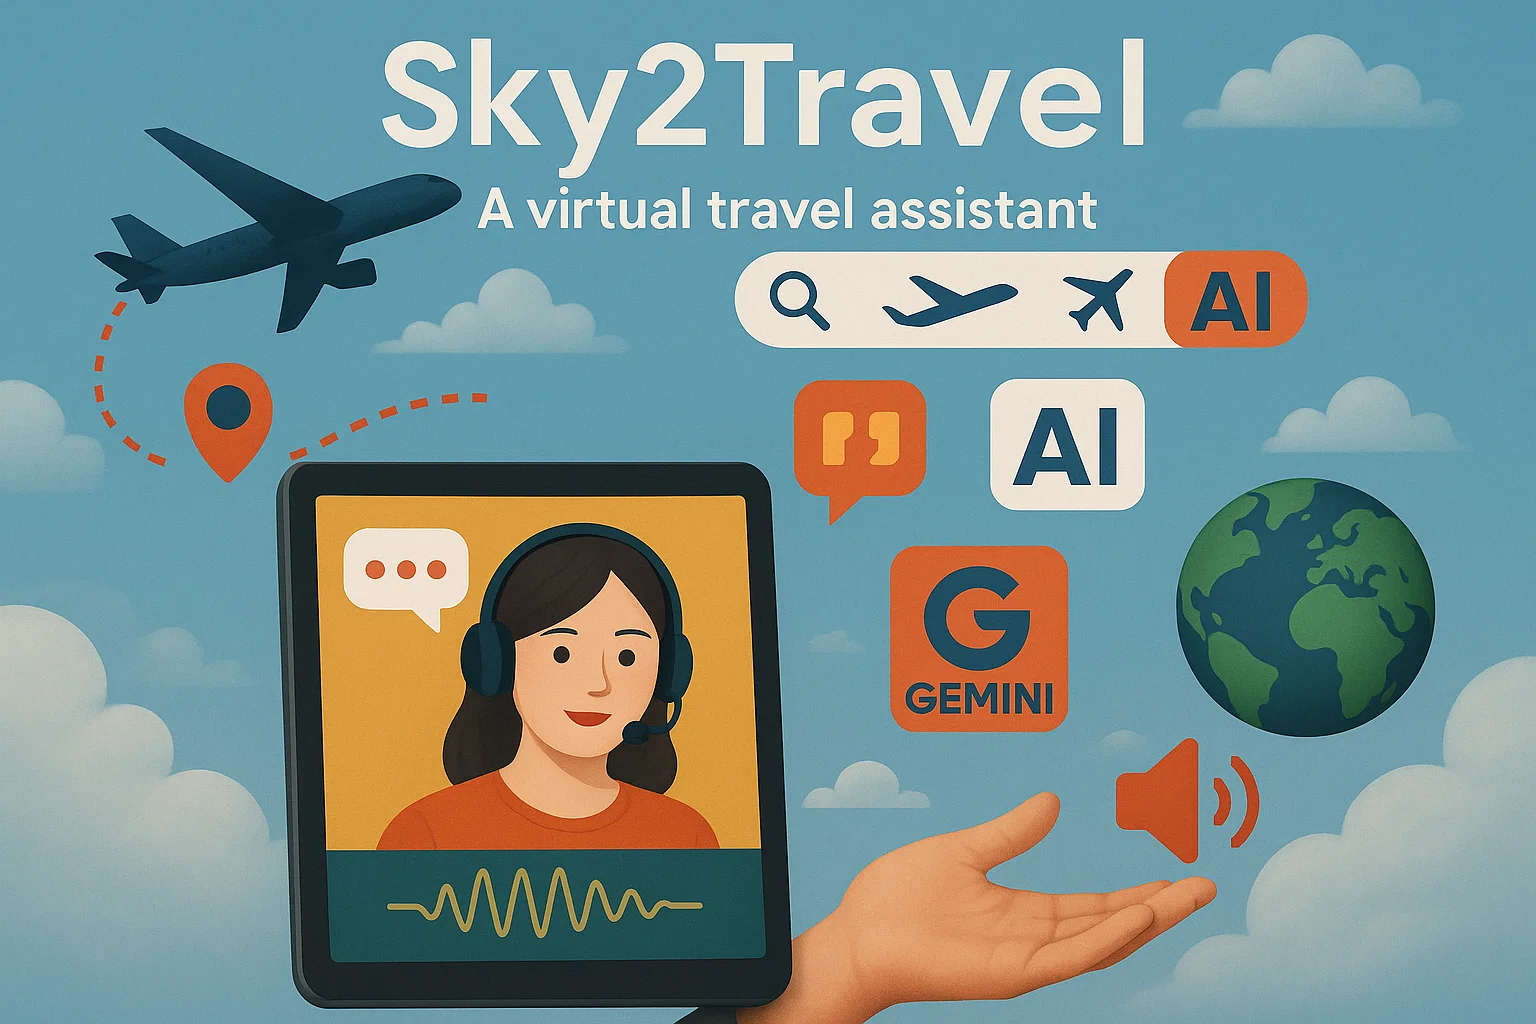 Sky2Travel
A virtual travel assistant
AI
AI
G
GEMINI